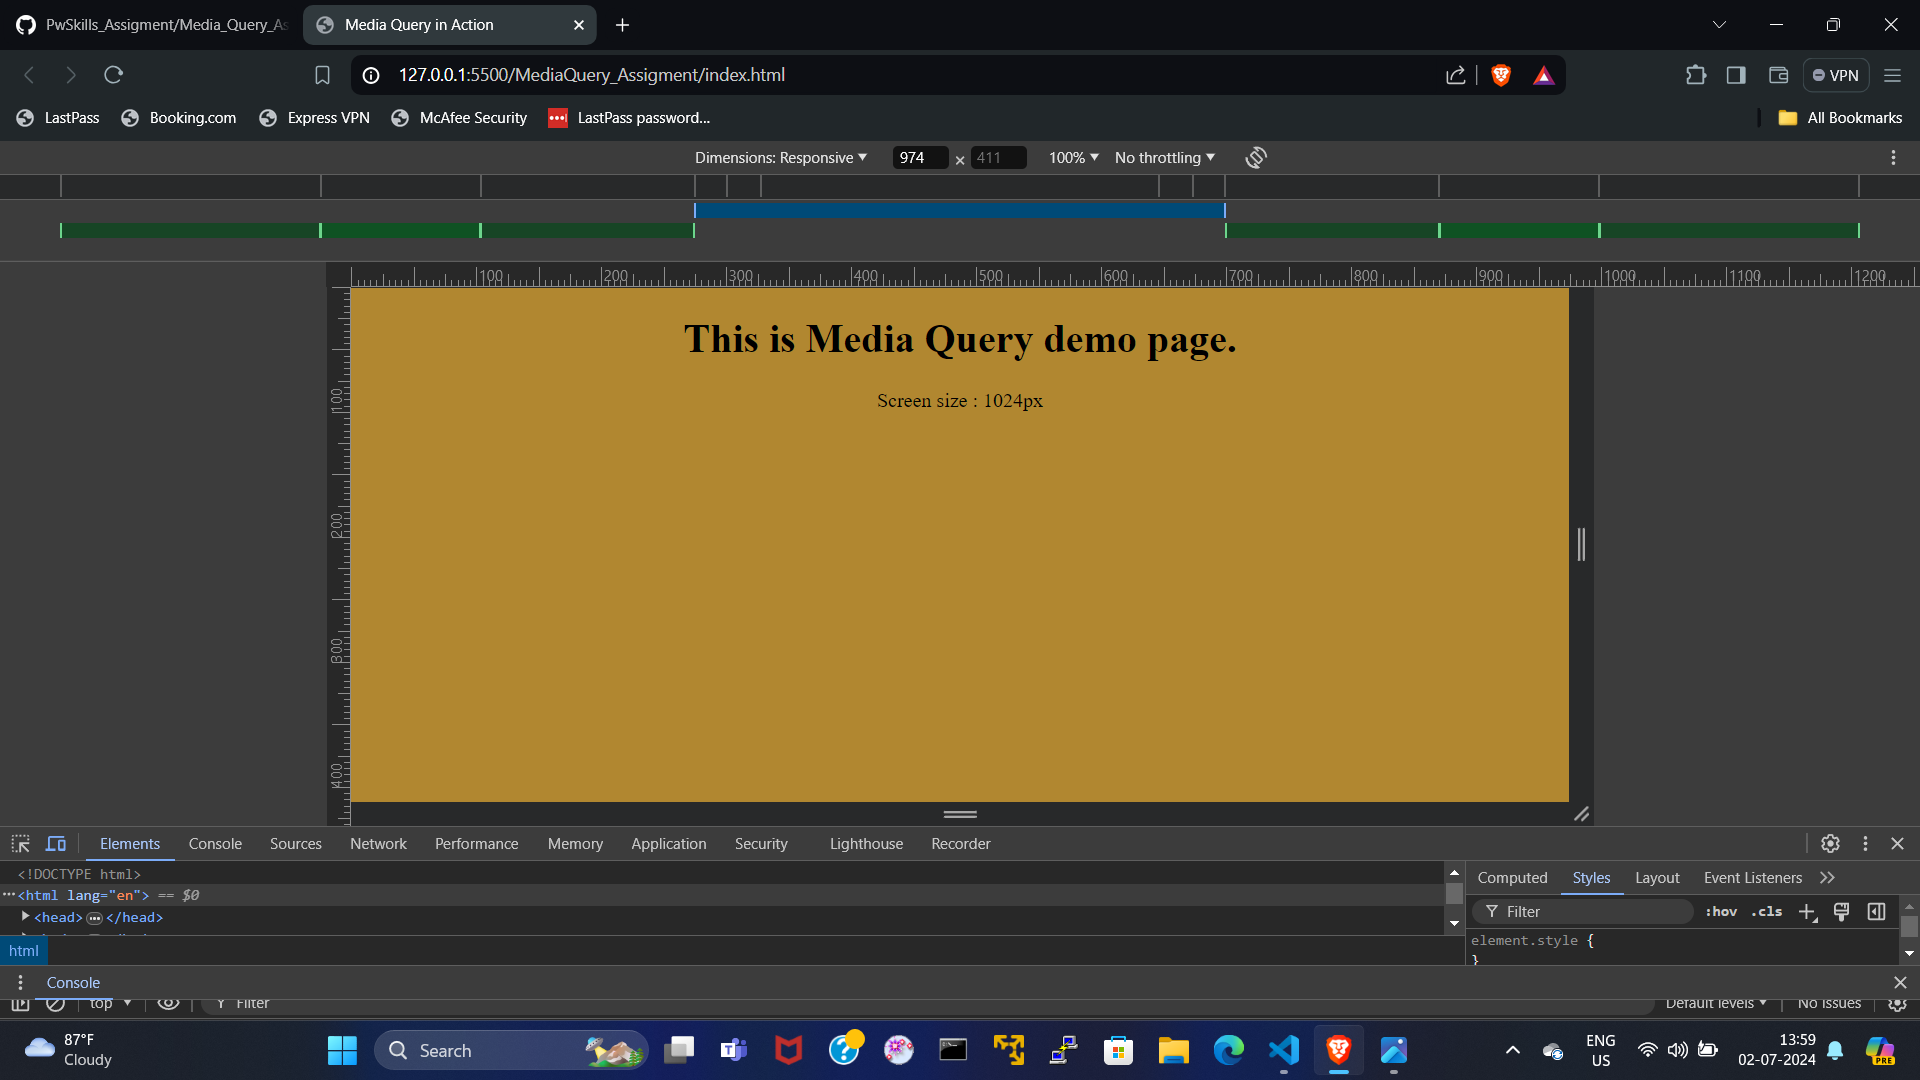 PwSkills_Assigment/Media_Query_As
Media Query in Action
127.0.0.1:5500/MediaQuery_Assigment/index.html
VPN
LastPass
Booking.com
Express VPN
McAfee Security
LastPass password...
All Bookmarks
Dimensions: Responsive
974
×
411
100%
No throttling
100 200 300 400 500 600 700 800 900 1000 1100 1200
100
200
300
400
This is Media Query demo page.
Screen size : 1024px
Elements
Console
Sources
Network
Performance
Memory
Application
Security
Lighthouse
Recorder
<!DOCTYPE html>
<html lang="en"> == $0
<head> </head>
html
Computed
Styles
Layout
Event Listeners
Filter
:hov .cls
element.style {
}
Console
top
Filter
Default levels
No Issues
87°F
Cloudy
Search
ENG
US
13:59
02-07-2024
PRE